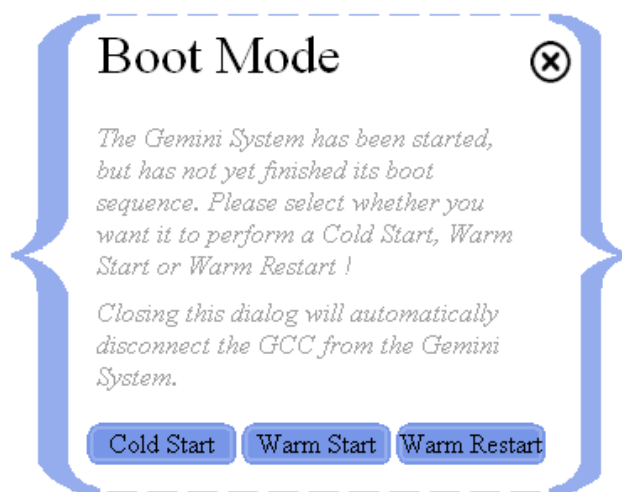 Boot Mode
The Gemini System has been started,
but has not yet finished its boot
sequence. Please select whether you
want it to perform a Cold Start, Warm
Start or Warm Restart !
Closing this dialog will automatically
disconnect the GCC from the Gemini
System.
Cold Start
Warm Start
Warm Restart